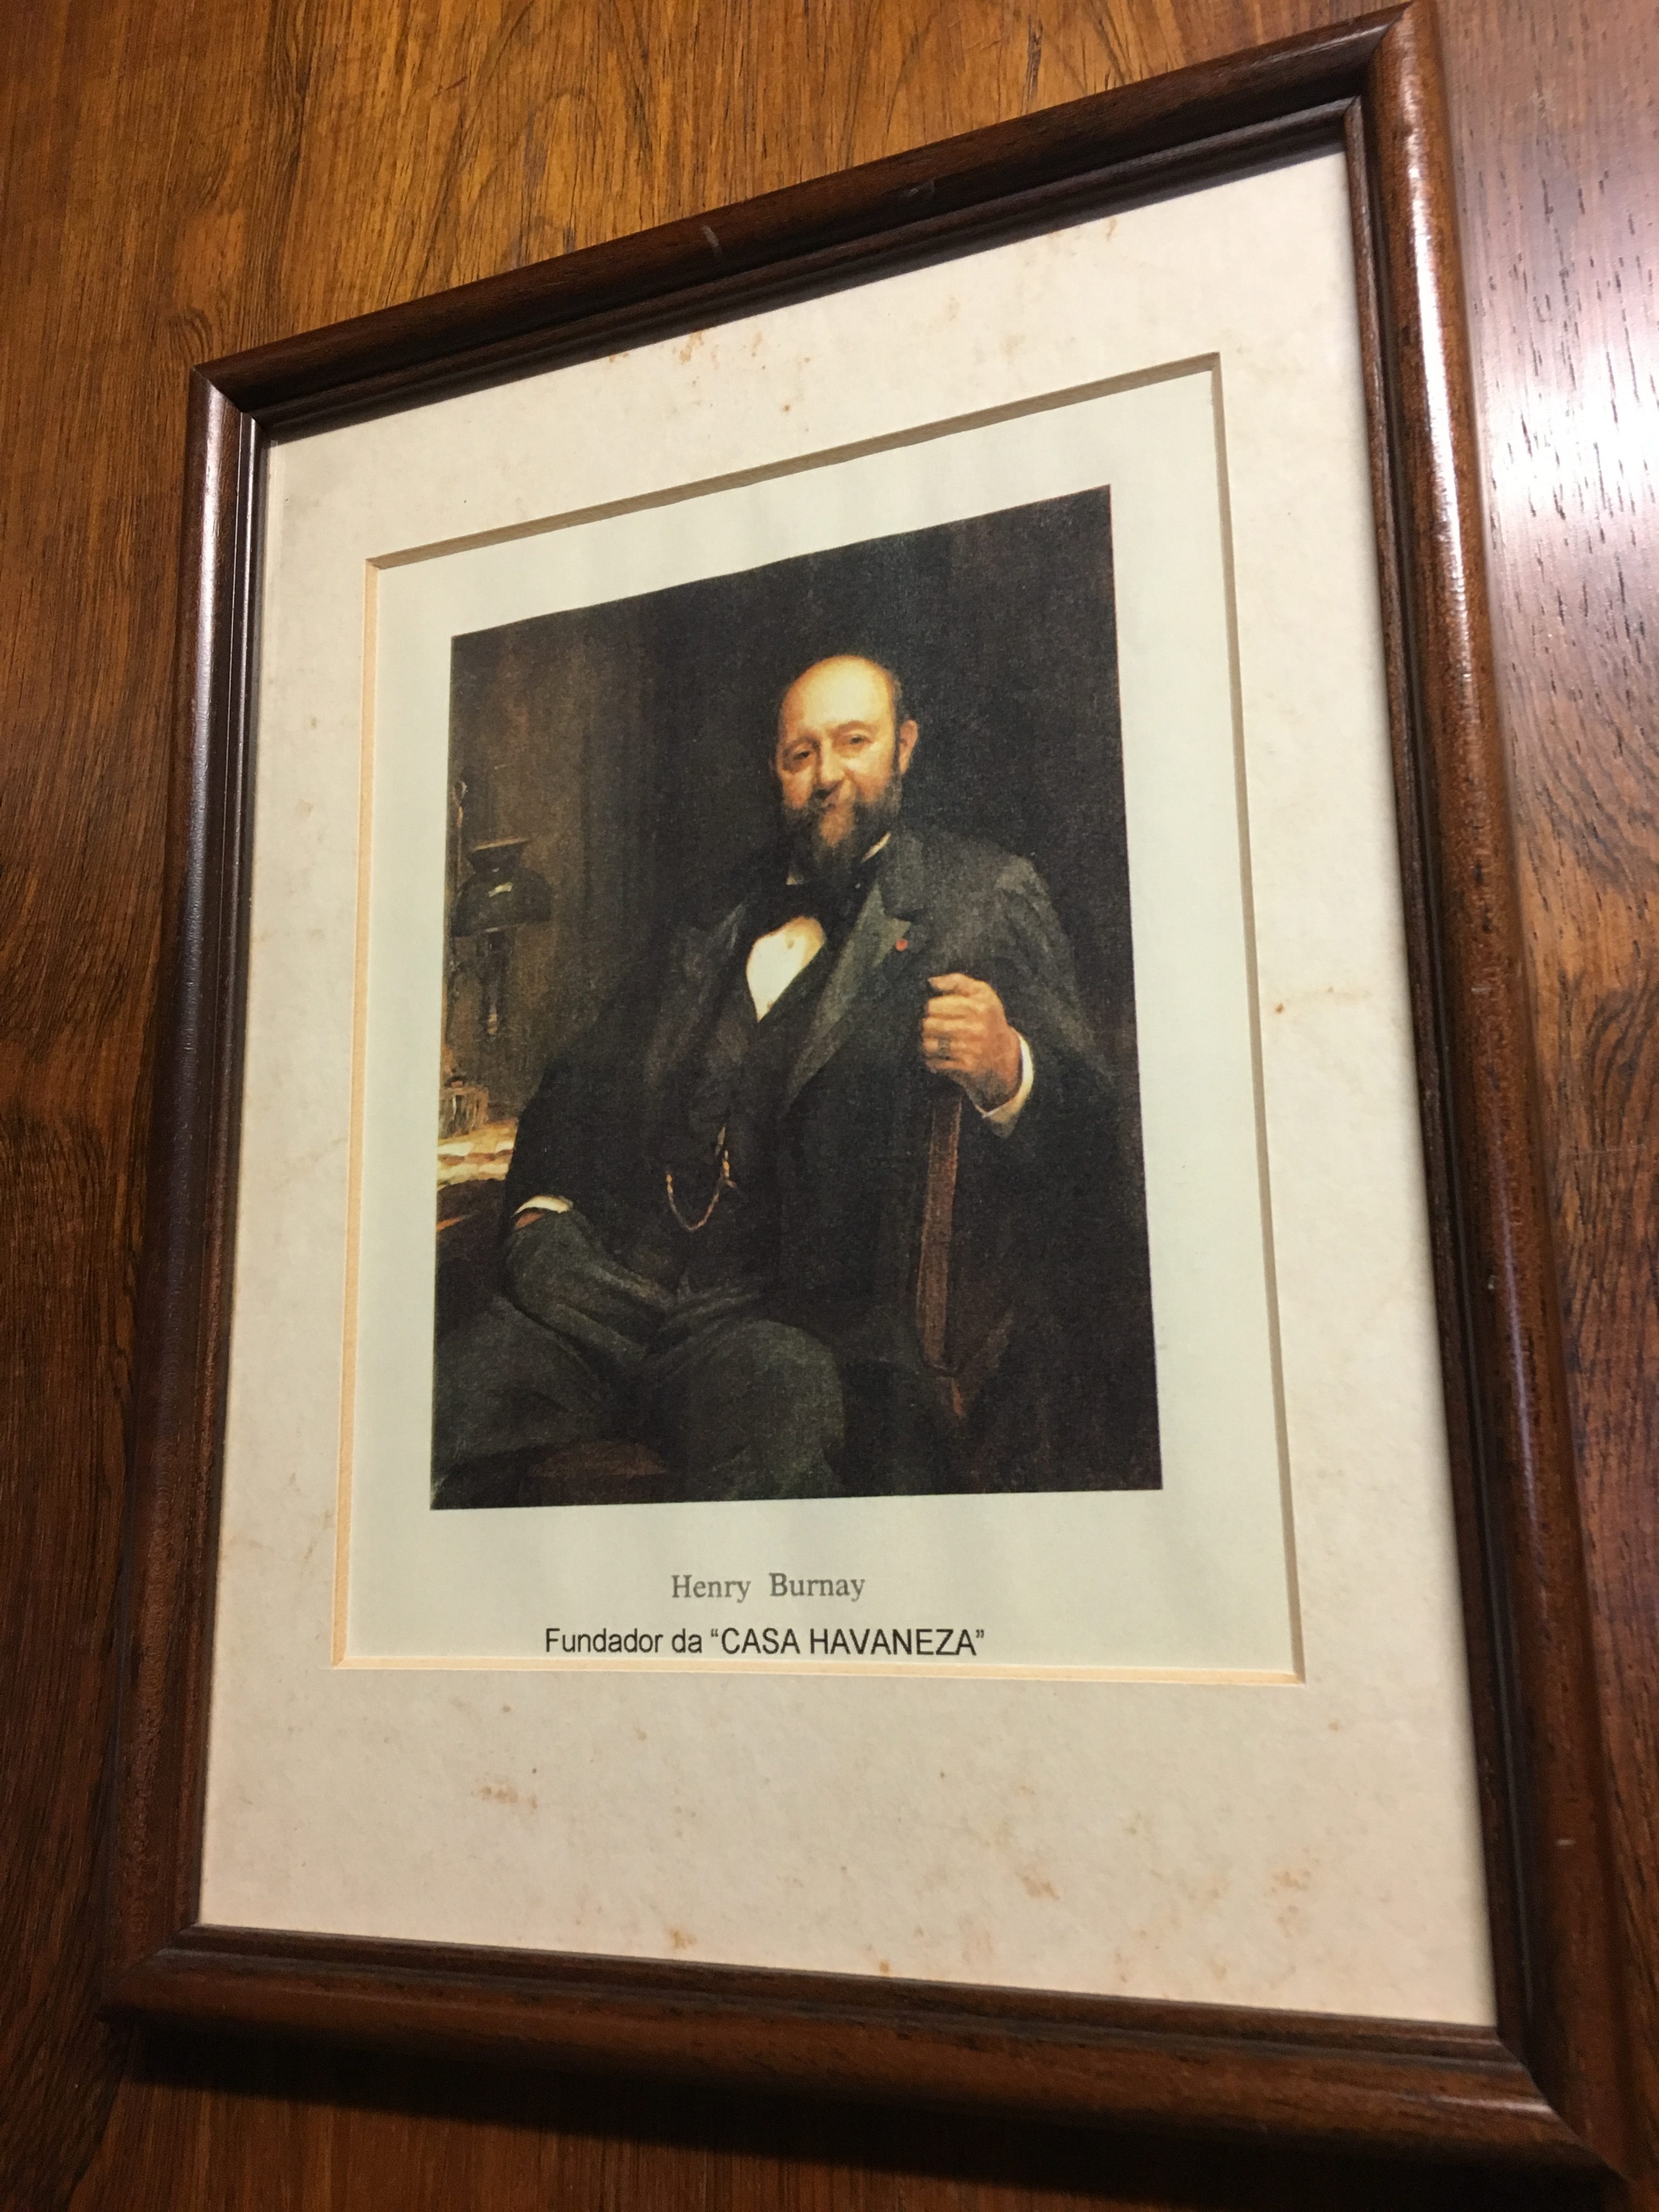 Henry Burnay
Fundador da “CASA HAVANEZA”